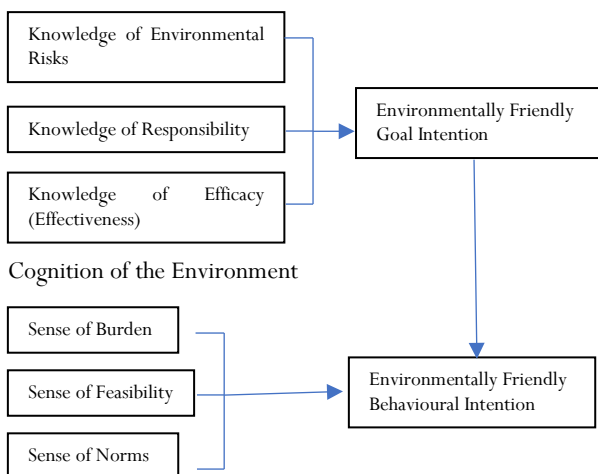 Knowledge of Environmental
Risks
Knowledge of Responsibility
Environmentally Friendly
Goal Intention
Knowledge of Efficacy
(Effectiveness)
Cognition of the Environment
Sense of Burden
Sense of Feasibility
Environmentally Friendly
Behavioural Intention
Sense of Norms